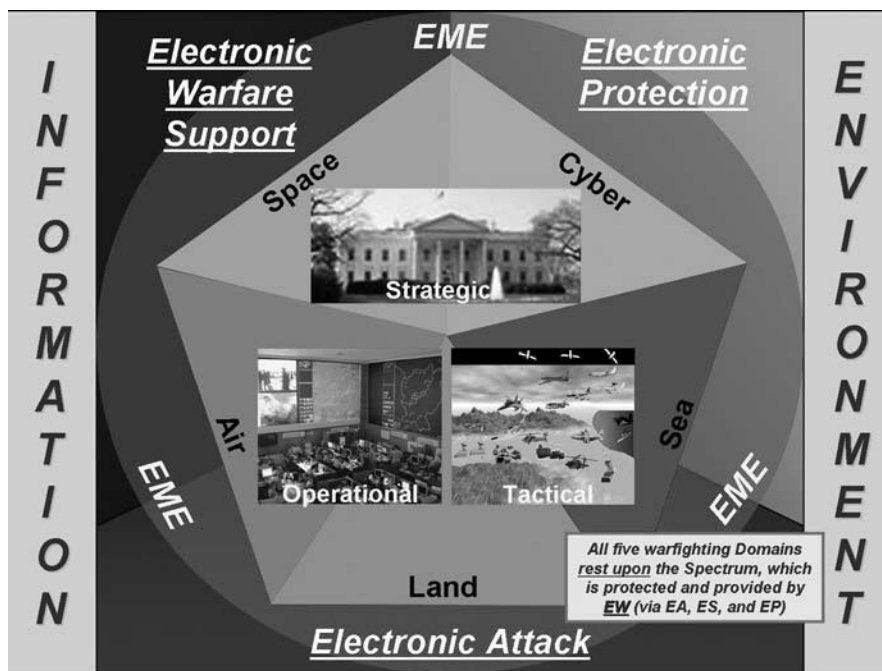 INFORMATION
EME
Electronic
Warfare
Support
Electronic
Protection
Space
Cyber
Strategic
Air
Sea
Operational
Tactical
EME
EME
Land
All five warfighting Domains
rest upon the Spectrum, which
is protected and provided by
EW (via EA, ES, and EP)
Electronic Attack
ENVIRONMENT